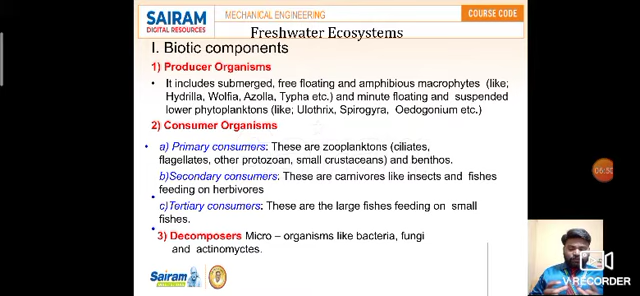 SAIRAM
DIGITAL RESOURCES
MECHANICAL ENGINEERING
COURSE CODE
Freshwater Ecosystems
I. Biotic components
1) Producer Organisms
• It includes submerged, free floating and amphibious macrophytes (like;
Hydrilla, Wolfia, Azolla, Typha etc.) and minute floating and suspended
lower phytoplanktons (like; Ulothrix, Spirogyra, Oedogonium etc.)
2) Consumer Organisms
• a) Primary consumers: These are zooplanktons (ciliates,
flagellates, other protozoan, small crustaceans) and benthos.
b)Secondary consumers: These are carnivores like insects and fishes
feeding on herbivores
• c)Tertiary consumers: These are the large fishes feeding on small
fishes.
• 3) Decomposers Micro – organisms like bacteria, fungi
and actinomyctes.
Sairam
06:50
V RECORDER